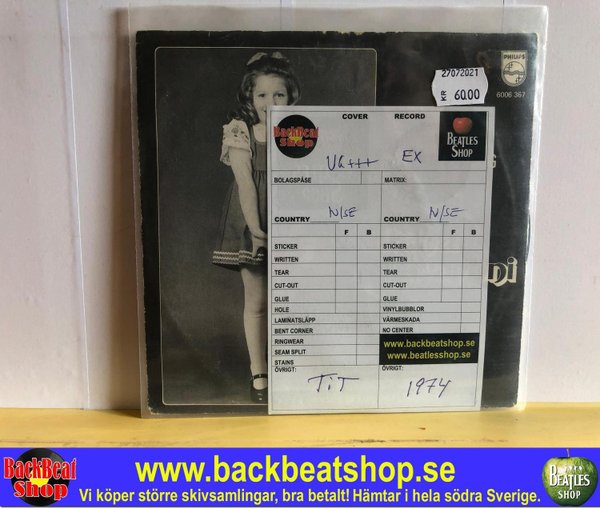 PHILIPS
6006 367
27072021
KR 60.00
BackBeat Shop
COVER RECORD
BEATLES SHOP
VG+++ EX
BOLAGSPÅSE MATRIX:
N/SE N/SE
COUNTRY COUNTRY
F B F B
STICKER STICKER
WRITTEN WRITTEN
TEAR TEAR
CUT-OUT CUT-OUT
GLUE GLUE
HOLE VINYLBUBBLOR
LAMINATSLÄPP VÄRMESKADA
BENT CORNER NO CENTER
RINGWEAR www.backbeatshop.se
SEAM SPLIT www.beatlesshop.se
STAINS
ÖVRIGT: ÖVRIGT:
TiT 1974
BackBeat Shop
www.backbeatshop.se
Vi köper större skivsamlingar, bra betalt! Hämtar i hela södra Sverige.
BEATLES SHOP